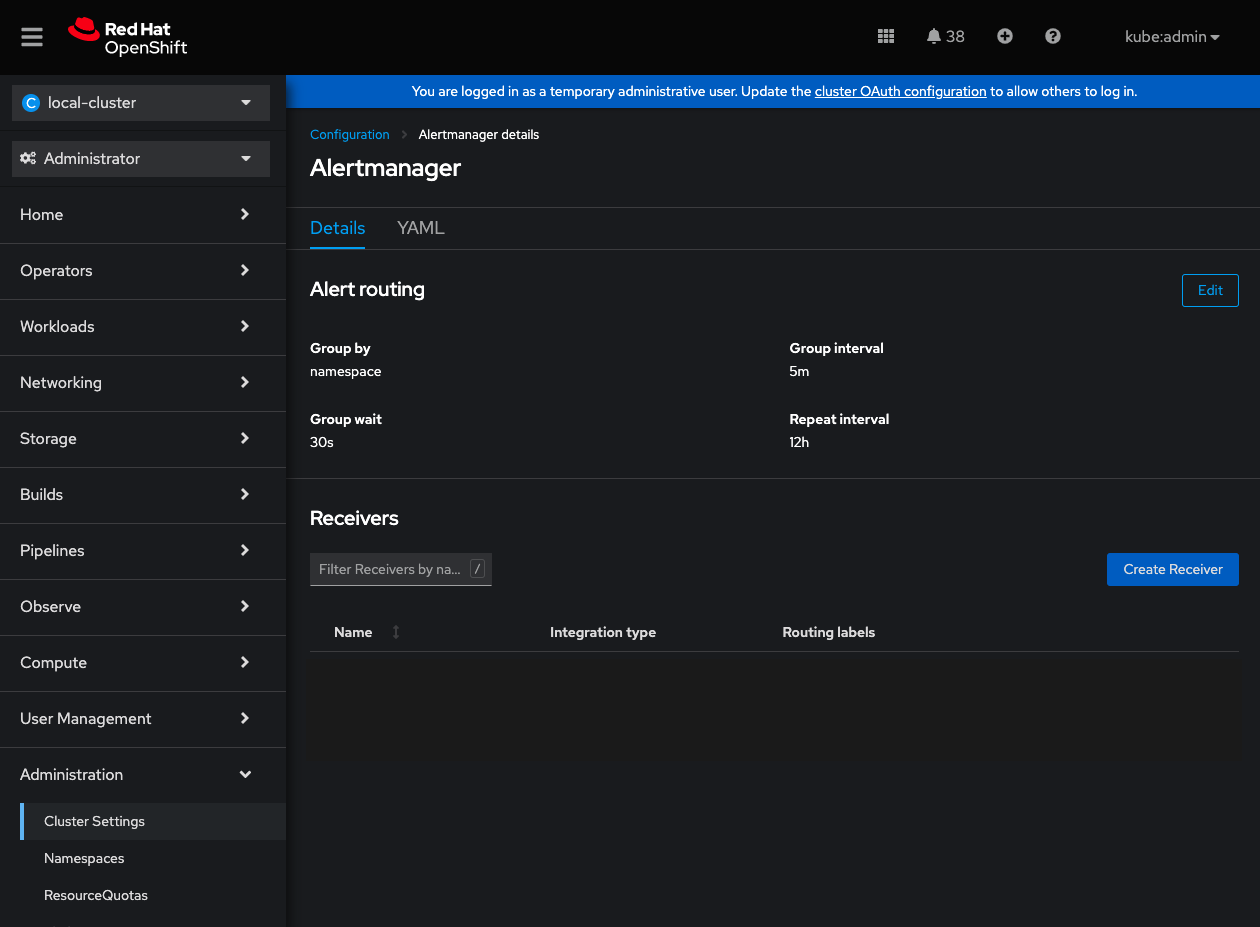 Red Hat
OpenShift
38
kube:admin
local-cluster
Administrator
Home
Operators
Workloads
Networking
Storage
Builds
Pipelines
Observe
Compute
User Management
Administration
Cluster Settings
Namespaces
ResourceQuotas
You are logged in as a temporary administrative user. Update the cluster OAuth configuration to allow others to log in.
Configuration > Alertmanager details
Alertmanager
Details YAML
Alert routing
Edit
Group by
namespace
Group interval
5m
Group wait
30s
Repeat interval
12h
Receivers
Filter Receivers by na... /
Create Receiver
Name Integration type Routing labels